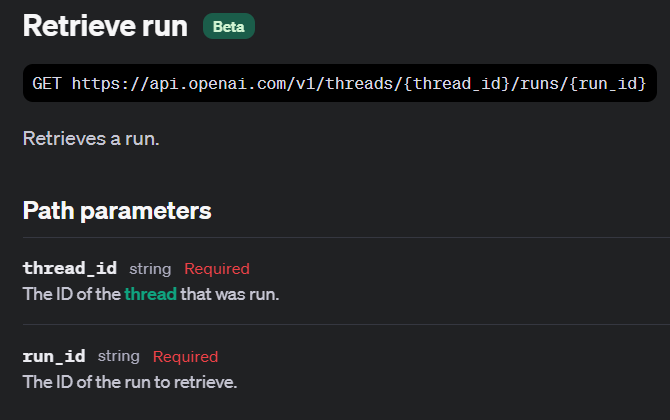 Retrieve run Beta
GET https://api.openai.com/v1/threads/{thread_id}/runs/{run_id}
Retrieves a run.
Path parameters
thread_id string Required
The ID of the thread that was run.
run_id string Required
The ID of the run to retrieve.